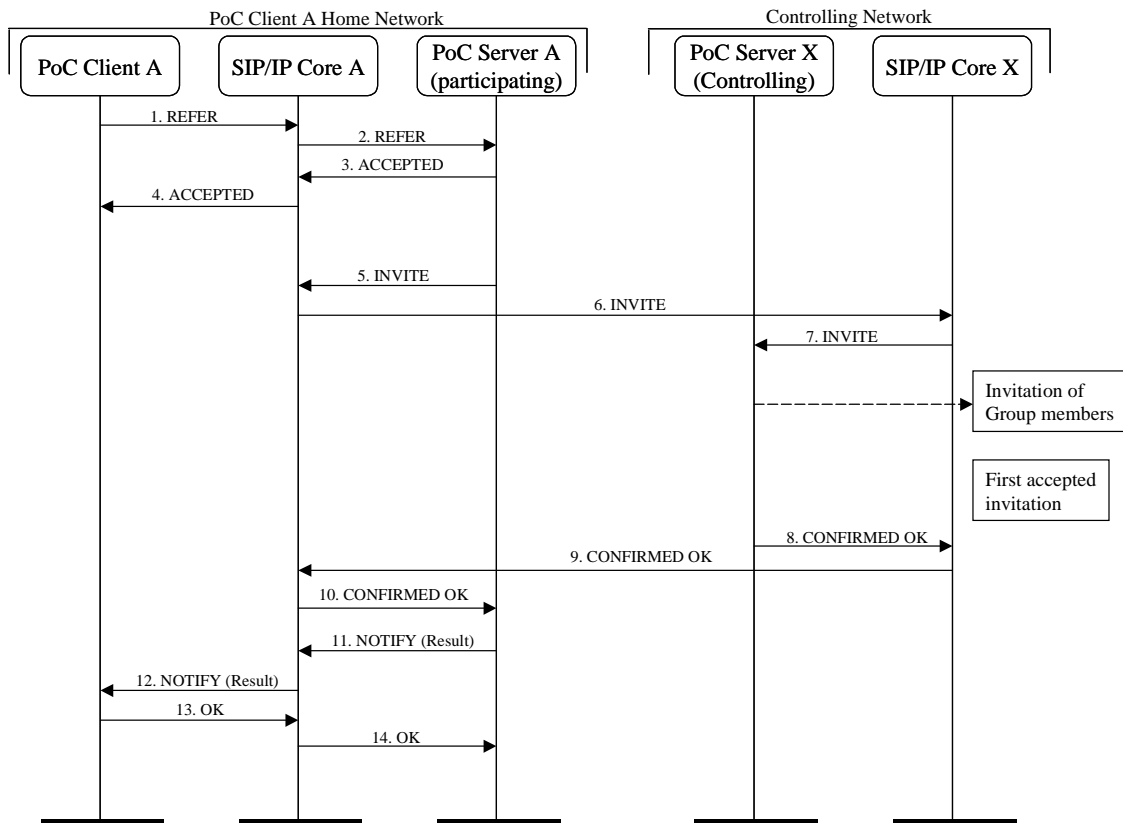 PoC Client A Home Network
Controlling Network
PoC Client A
SIP/IP Core A
PoC Server A
(participating)
PoC Server X
(Controlling)
SIP/IP Core X
1. REFER
2. REFER
3. ACCEPTED
4. ACCEPTED
5. INVITE
6. INVITE
7. INVITE
Invitation of
Group members
First accepted
invitation
8. CONFIRMED OK
9. CONFIRMED OK
10. CONFIRMED OK
11. NOTIFY (Result)
12. NOTIFY (Result)
13. OK
14. OK